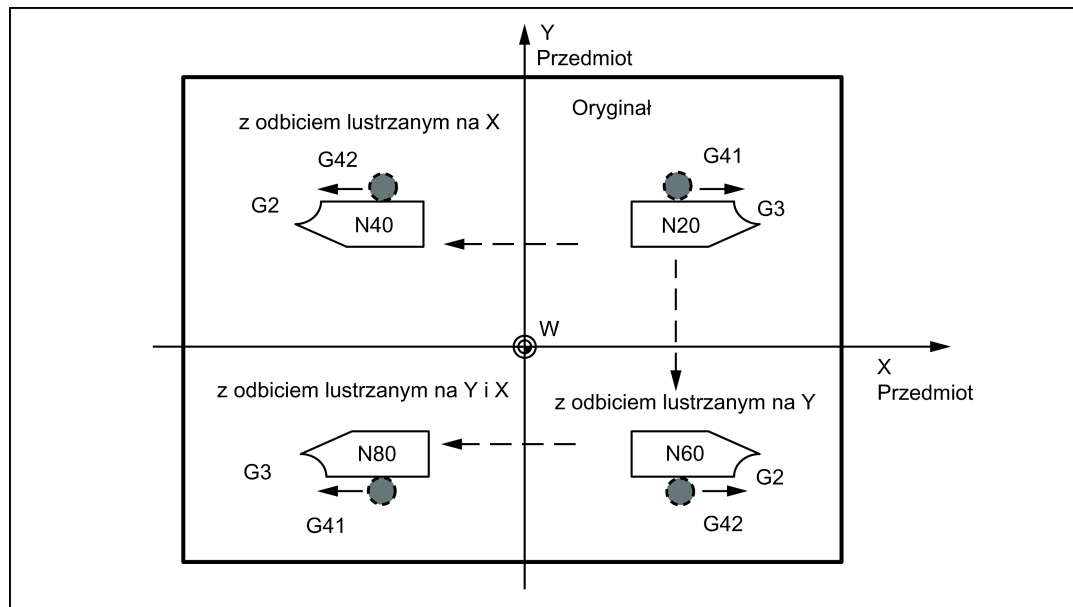 Y
Przedmiot
Oryginał
z odbiciem lustrzanym na X
G42
G41
G2
N40
N20
G3
W
X
Przedmiot
z odbiciem lustrzanym na Y i X
z odbiciem lustrzanym na Y
N80
N60
G3
G2
G41
G42